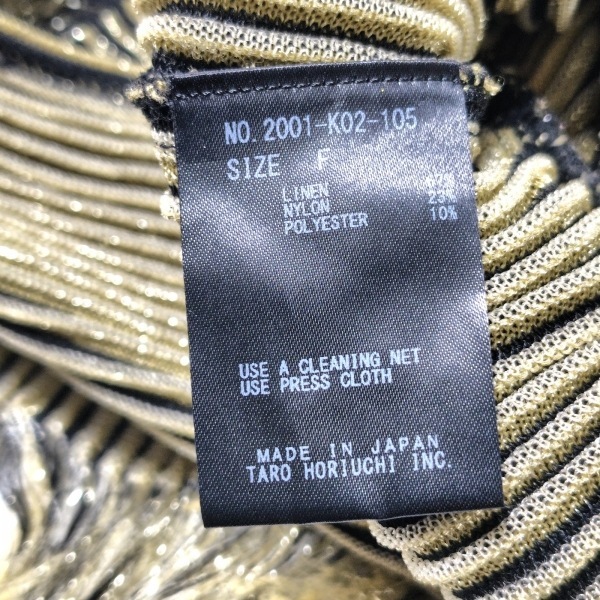 NO.2001-K02-105
SIZE F
LINEN
NYLON
POLYESTER 10%
USE A CLEANING NET
USE PRESS CLOTH
MADE IN JAPAN
TARO HORIUCHI INC.